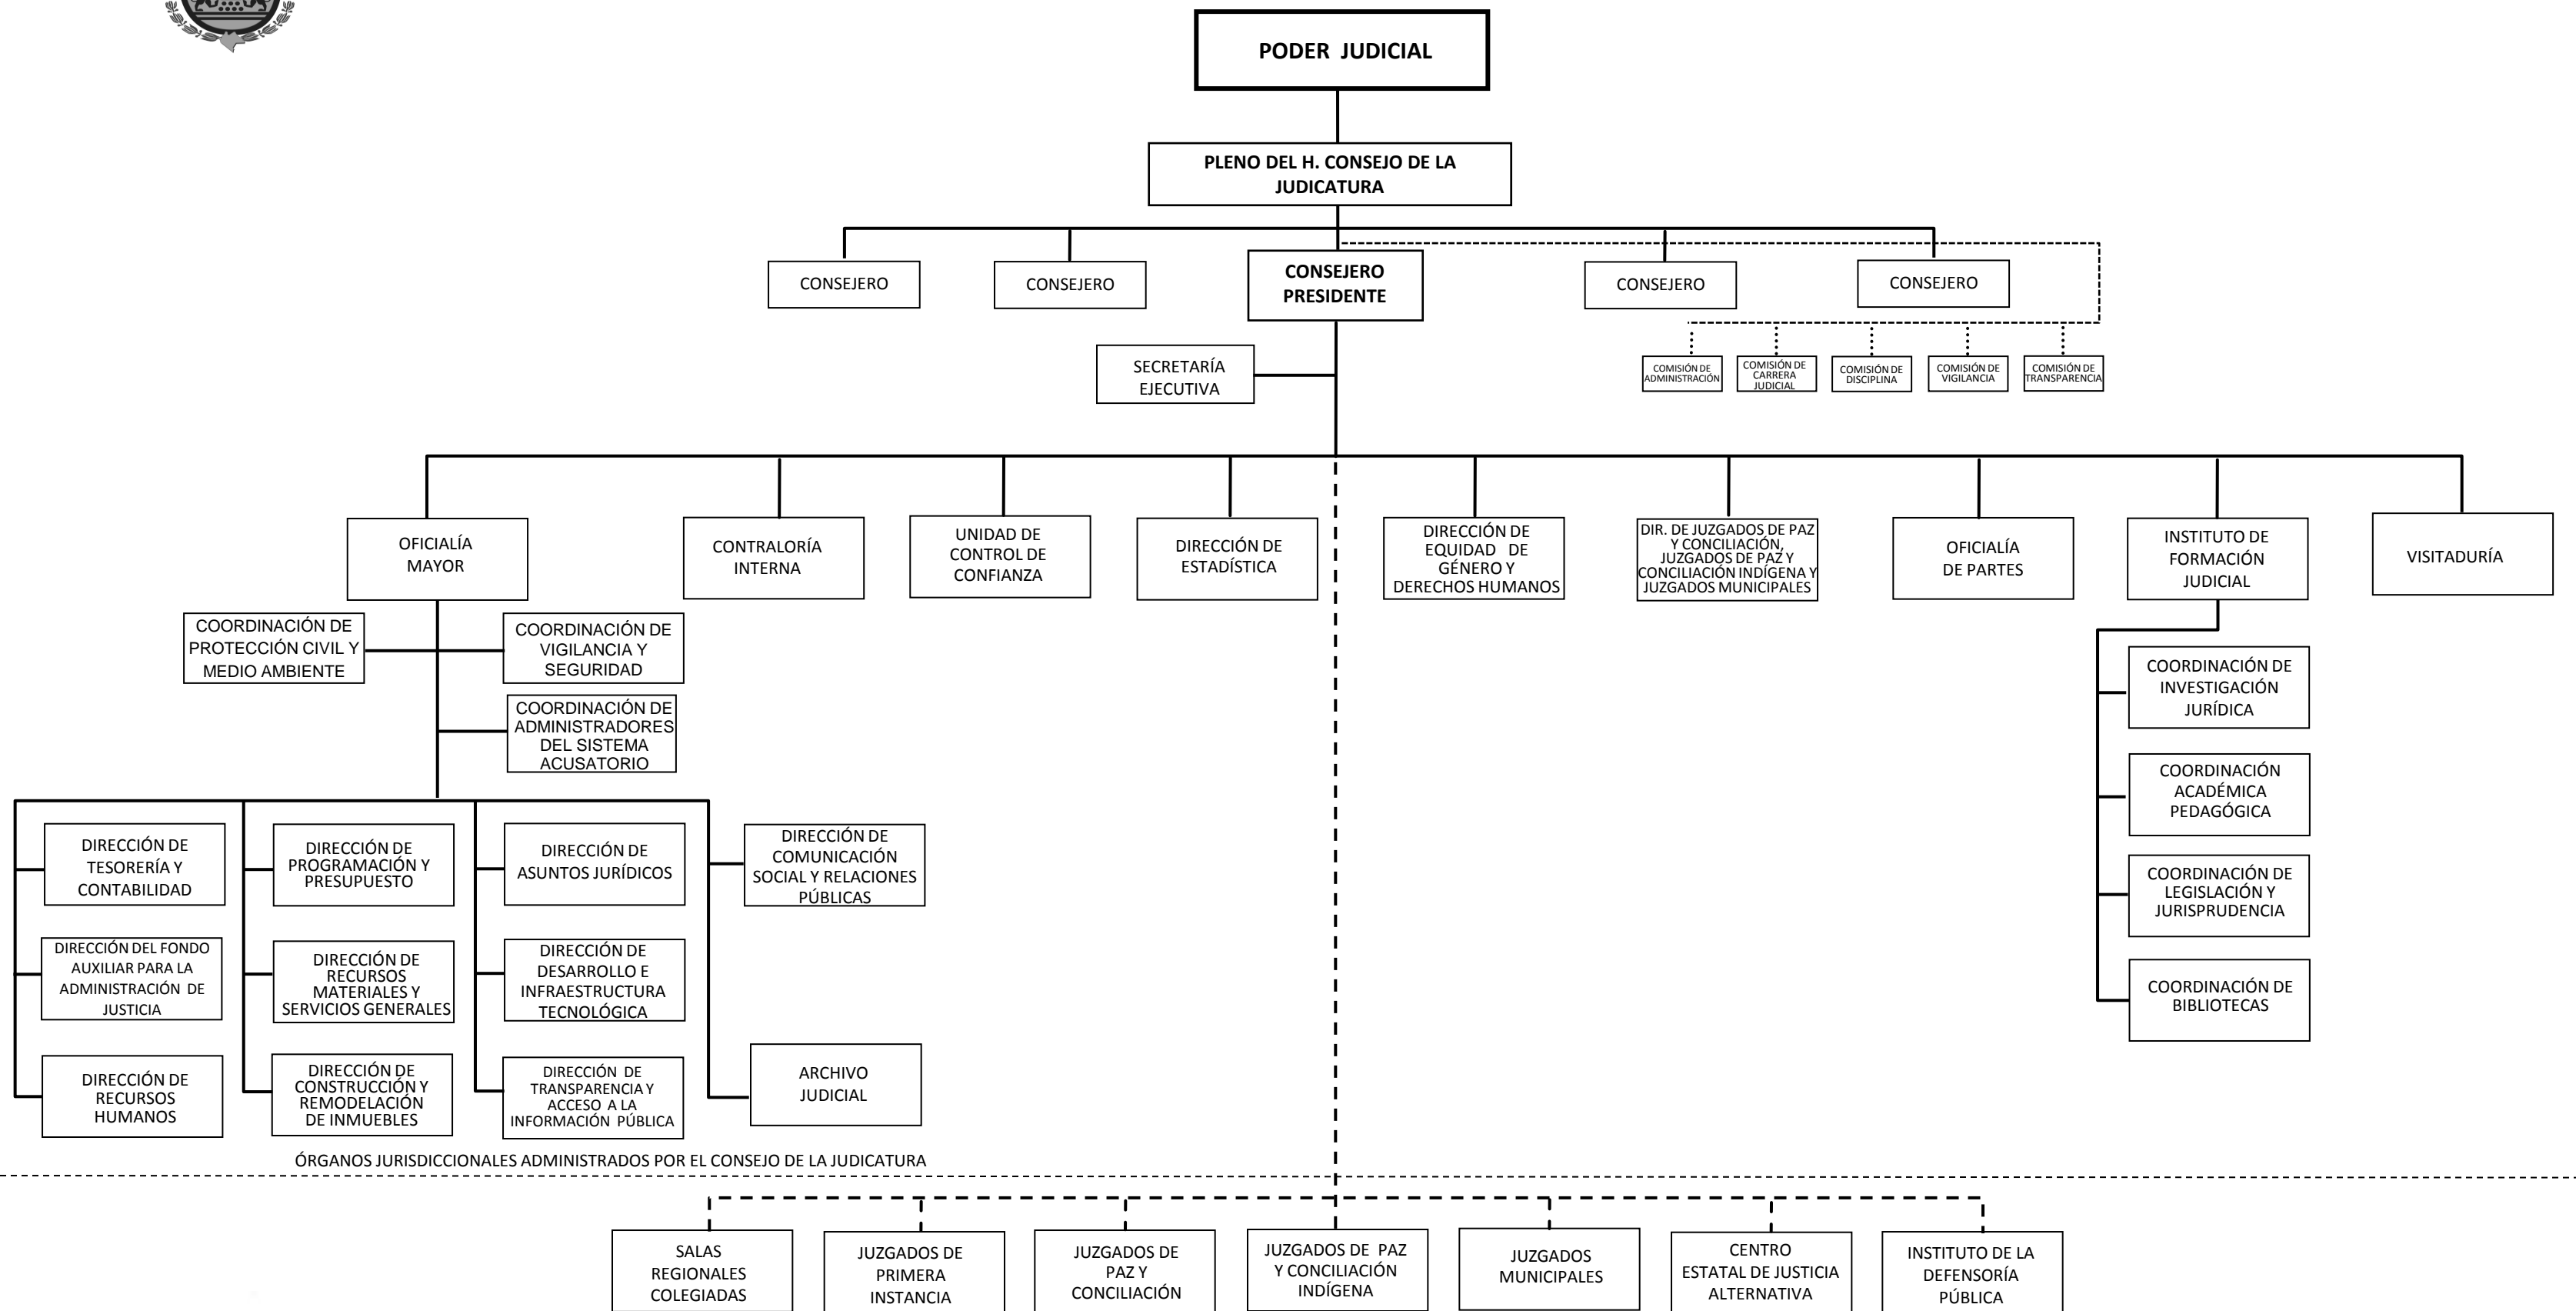 PODER JUDICIAL
PLENO DEL H. CONSEJO DE LA
JUDICATURA
CONSEJERO
CONSEJERO
CONSEJERO
PRESIDENTE
CONSEJERO
CONSEJERO
SECRETARÍA
EJECUTIVA
COMISIÓN DE
ADMINISTRACIÓN
COMISIÓN DE
CARRERA
JUDICIAL
COMISIÓN DE
DISCIPLINA
COMISIÓN DE
VIGILANCIA
COMISIÓN DE
TRANSPARENCIA
OFICIALÍA
MAYOR
CONTRALORÍA
INTERNA
UNIDAD DE
CONTROL DE
CONFIANZA
DIRECCIÓN DE
ESTADÍSTICA
DIRECCIÓN DE
EQUIDAD DE
GÉNERO Y
DERECHOS HUMANOS
DIR. DE JUZGADOS DE PAZ
Y CONCILIACIÓN,
JUZGADOS DE PAZ Y
CONCILIACIÓN INDÍGENA Y
JUZGADOS MUNICIPALES
OFICIALÍA
DE PARTES
INSTITUTO DE
FORMACIÓN
JUDICIAL
VISITADURÍA
COORDINACIÓN DE
PROTECCIÓN CIVIL Y
MEDIO AMBIENTE
COORDINACIÓN DE
VIGILANCIA Y
SEGURIDAD
COORDINACIÓN DE
ADMINISTRADORES
DEL SISTEMA
ACUSATORIO
COORDINACIÓN DE
INVESTIGACIÓN
JURÍDICA
COORDINACIÓN
ACADÉMICA
PEDAGÓGICA
COORDINACIÓN DE
LEGISLACIÓN Y
JURISPRUDENCIA
COORDINACIÓN DE
BIBLIOTECAS
DIRECCIÓN DE
TESORERÍA Y
CONTABILIDAD
DIRECCIÓN DE
PROGRAMACIÓN Y
PRESUPUESTO
DIRECCIÓN DE
ASUNTOS JURÍDICOS
DIRECCIÓN DE
COMUNICACIÓN
SOCIAL Y RELACIONES
PÚBLICAS
DIRECCIÓN DEL FONDO
AUXILIAR PARA LA
ADMINISTRACIÓN DE
JUSTICIA
DIRECCIÓN DE
RECURSOS
MATERIALES Y
SERVICIOS GENERALES
DIRECCIÓN DE
DESARROLLO E
INFRAESTRUCTURA
TECNOLÓGICA
DIRECCIÓN DE
RECURSOS
HUMANOS
DIRECCIÓN DE
CONSTRUCCIÓN Y
REMODELACIÓN
DE INMUEBLES
DIRECCIÓN DE
TRANSPARENCIA Y
ACCESO A LA
INFORMACIÓN PÚBLICA
ARCHIVO
JUDICIAL
ÓRGANOS JURISDICCIONALES ADMINISTRADOS POR EL CONSEJO DE LA JUDICATURA
SALAS
REGIONALES
COLEGIADAS
JUZGADOS DE
PRIMERA
INSTANCIA
JUZGADOS DE
PAZ Y
CONCILIACIÓN
JUZGADOS DE PAZ
Y CONCILIACIÓN
INDÍGENA
JUZGADOS
MUNICIPALES
CENTRO
ESTATAL DE JUSTICIA
ALTERNATIVA
INSTITUTO DE LA
DEFENSORÍA
PÚBLICA